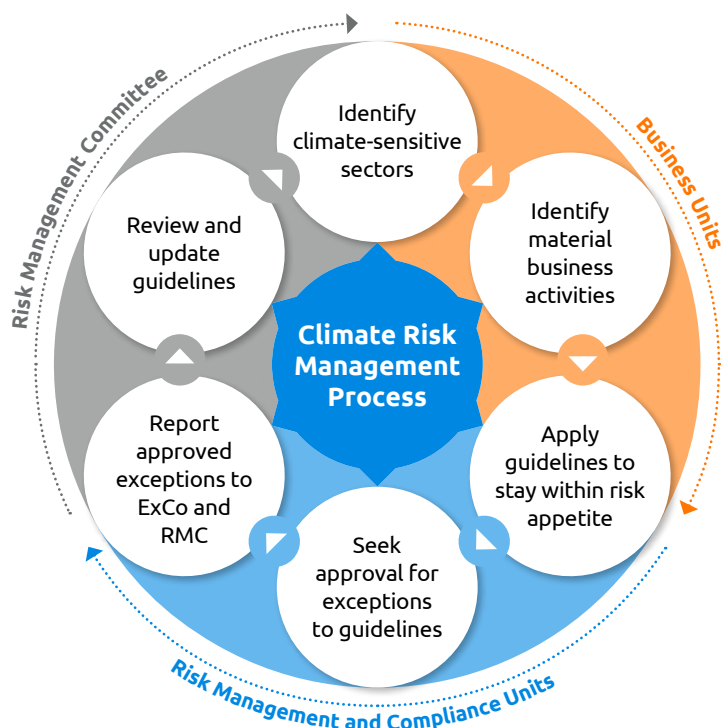 Risk Management Committee
Business Units
Identify
climate-sensitive
sectors
Identify
material
business
activities
Apply
guidelines to
stay within risk
appetite
Seek
approval for
exceptions
to guidelines
Report
approved
exceptions to
ExCo and
RMC
Review and
update
guidelines
Climate Risk
Management
Process
Risk Management and Compliance Units